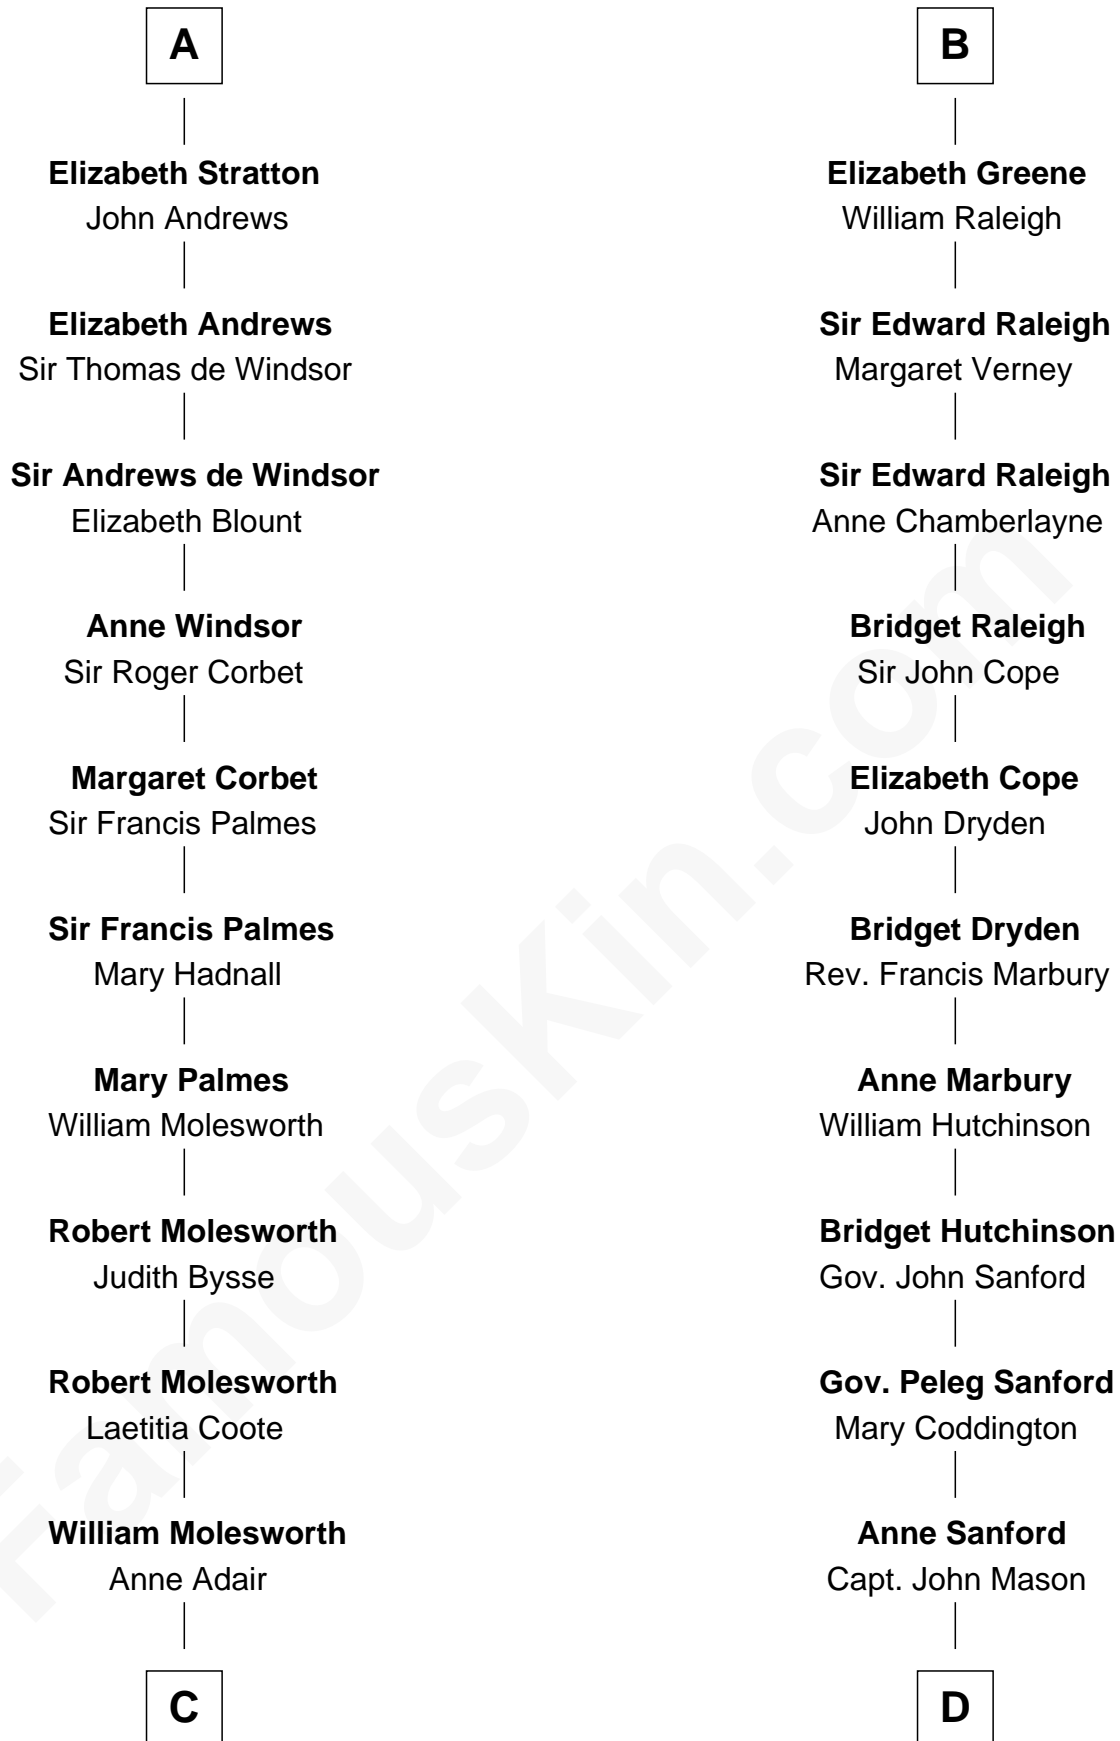 A
Elizabeth Stratton
John Andrews
Elizabeth Andrews
Sir Thomas de Windsor
Sir Andrews de Windsor
Elizabeth Blount
Anne Windsor
Sir Roger Corbet
Margaret Corbet
Sir Francis Palmes
Sir Francis Palmes
Mary Hadnall
Mary Palmes
William Molesworth
Robert Molesworth
Judith Bysse
Robert Molesworth
Laetitia Coote
William Molesworth
Anne Adair
C
B
Elizabeth Greene
William Raleigh
Sir Edward Raleigh
Margaret Verney
Sir Edward Raleigh
Anne Chamberlayne
Bridget Raleigh
Sir John Cope
Elizabeth Cope
John Dryden
Bridget Dryden
Rev. Francis Marbury
Anne Marbury
William Hutchinson
Bridget Hutchinson
Gov. John Sanford
Gov. Peleg Sanford
Mary Coddington
Anne Sanford
Capt. John Mason
D
FamousKin.com